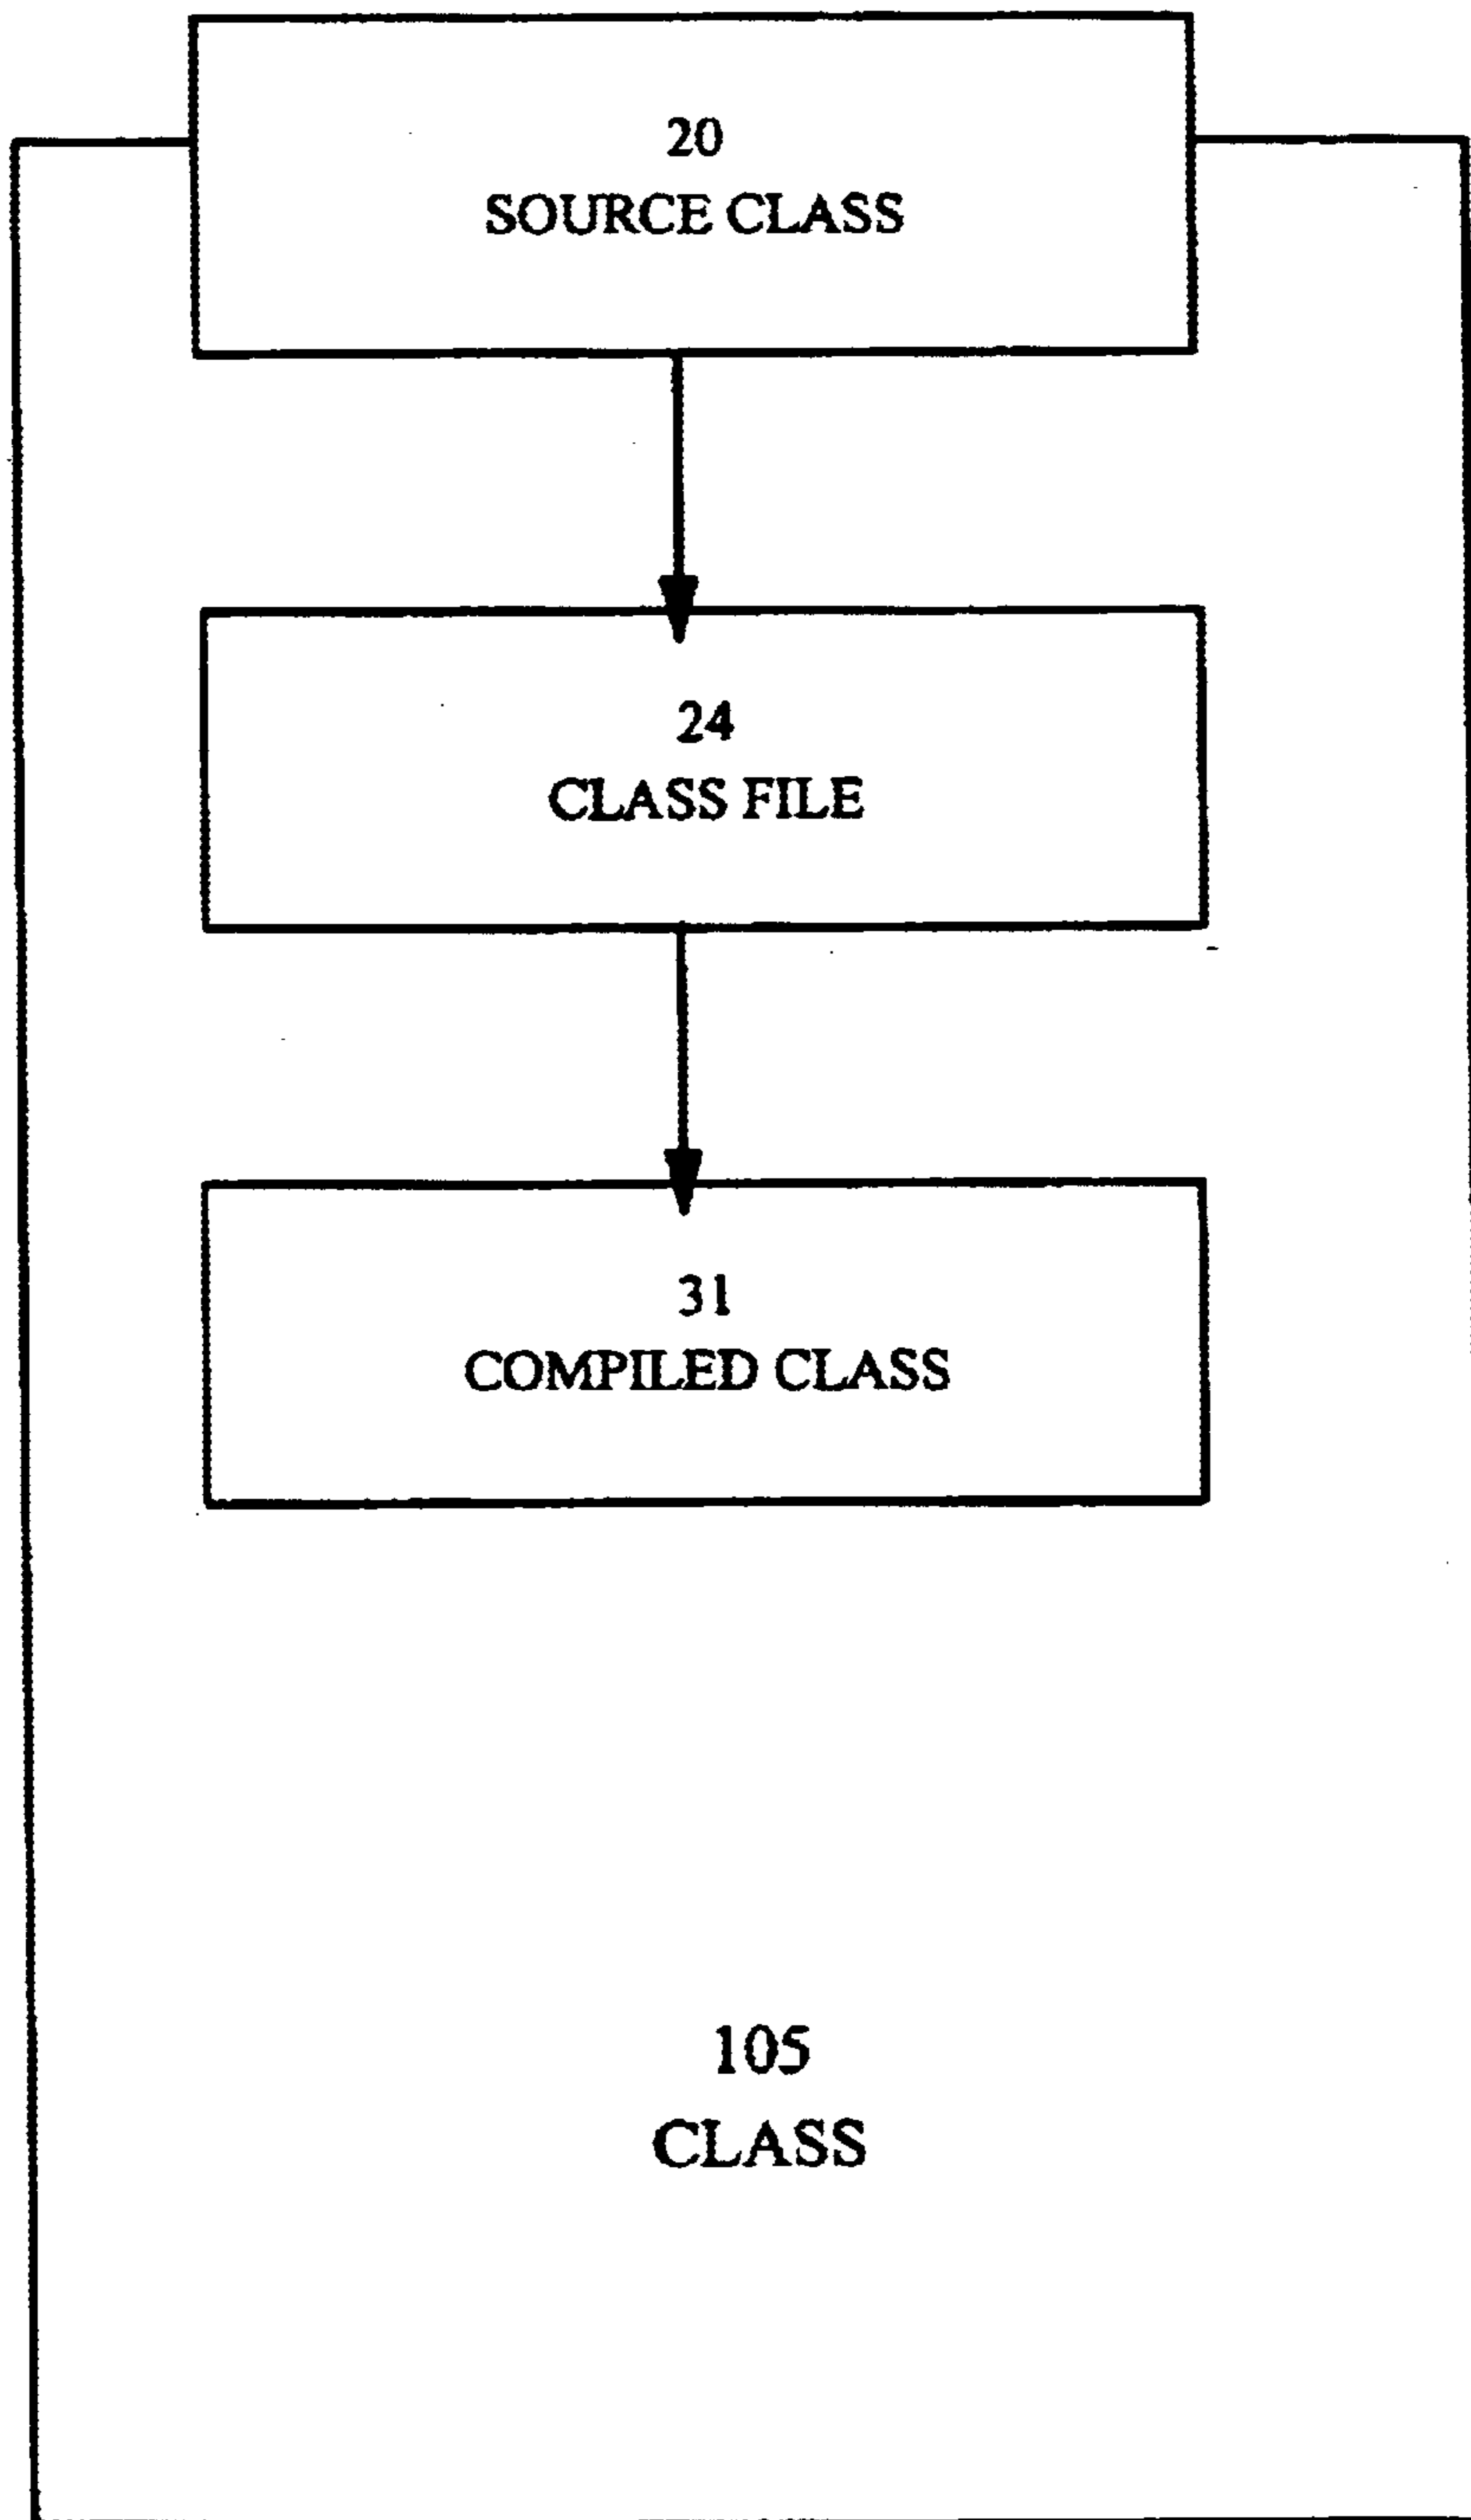 20
SOURCE CLASS
24
CLASS FILE
31
COMPILED CLASS
105
CLASS